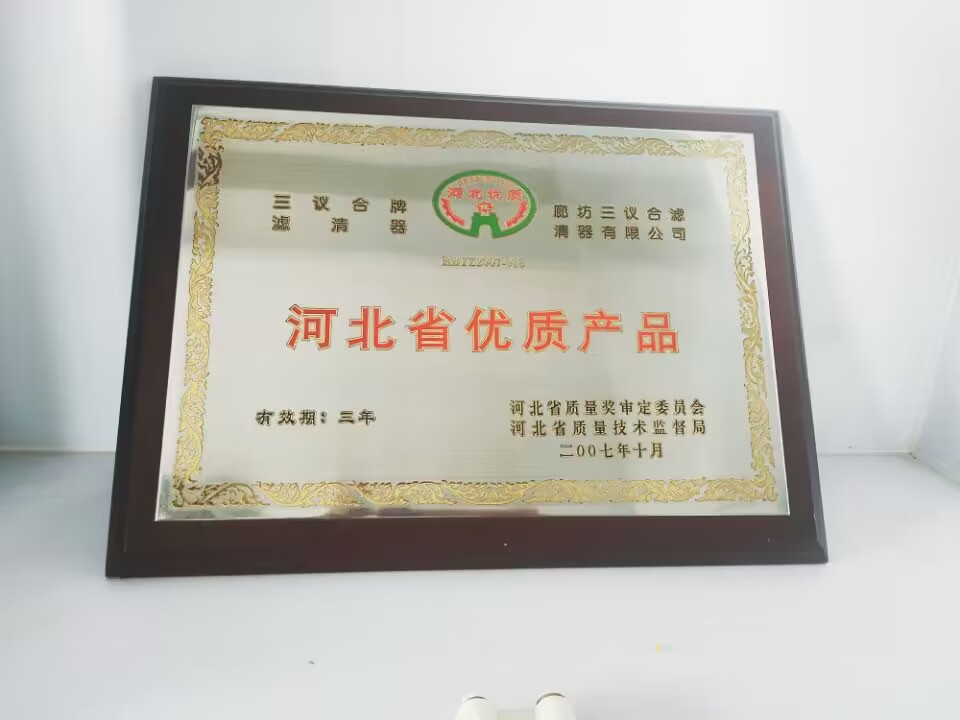 三议合牌
滤清器
河北优质
廊坊三议合滤
清器有限公司
河北省优质产品
有效期：三年
河北省质量奖审定委员会
河北省质量技术监督局
二00七年十月